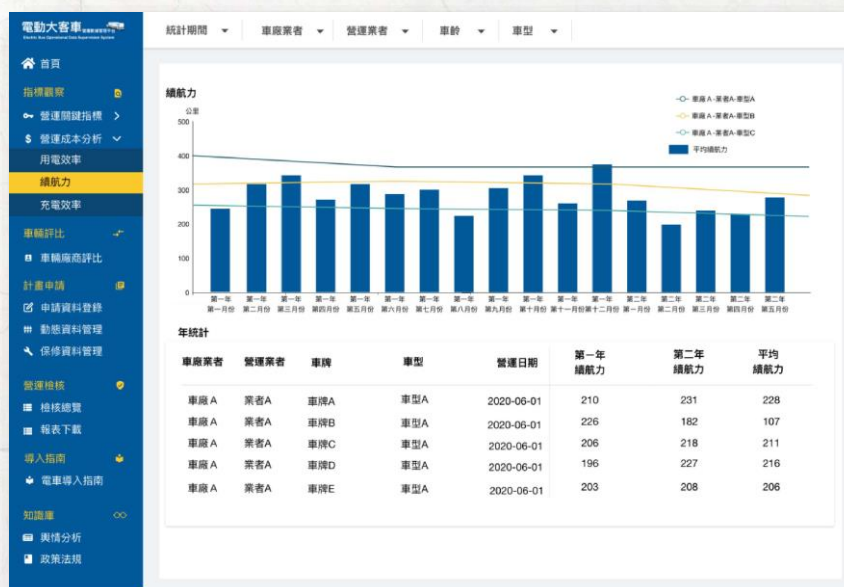 電動大客車營運數據監管平台
Electric Bus Operational Data Supervision System
首頁
指標觀察
營運關鍵指標
營運成本分析
用電效率
續航力
充電效率
車輛評比
車輛廠商評比
計畫申請
申請資料登錄
動態資料管理
保修資料管理
營運檢核
檢核總覽
報表下載
導入指南
電車導入指南
知識庫
輿情分析
政策法規
統計期間 車廠業者 營運業者 車齡 車型
續航力
公里
車廠 A -業者A-車型A
車廠 A -業者A-車型B
車廠 A -業者A-車型C
平均續航力
500
400
300
200
100
0
第一年 第一年 第一年 第一年 第一年 第一年 第一年 第一年 第一年 第一年 第一年 第一年 第二年 第二年 第二年 第二年 第二年
第一月份 第二月份 第三月份 第四月份 第五月份 第六月份 第七月份 第八月份 第九月份 第十月份 第十一月份 第十二月份 第一月份 第二月份 第三月份 第四月份 第五月份
年統計
車廠業者 營運業者 車牌 車型 營運日期 第一年續航力 第二年續航力 平均續航力
車廠 A 業者A 車牌A 車型A 2020-06-01 210 231 228
車廠 A 業者A 車牌B 車型A 2020-06-01 226 182 107
車廠 A 業者A 車牌C 車型A 2020-06-01 206 218 211
車廠 A 業者A 車牌D 車型A 2020-06-01 196 227 216
車廠 A 業者A 車牌E 車型A 2020-06-01 203 208 206